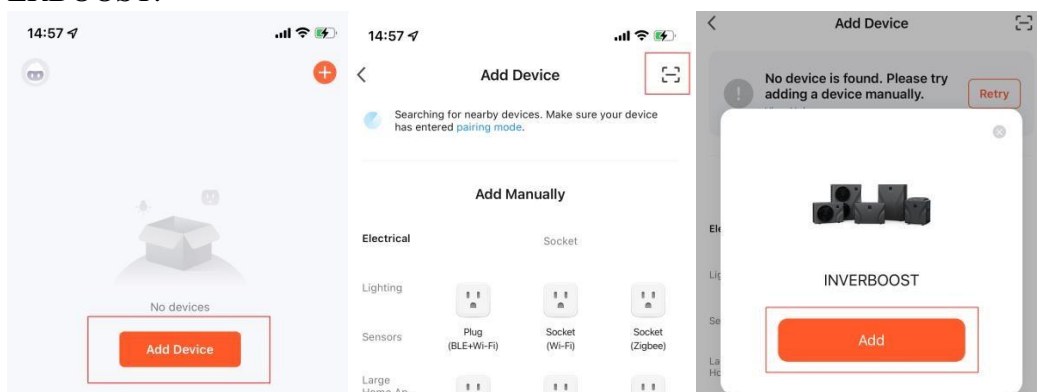 14:57
No devices
Add Device
14:57
Add Device
Searching for nearby devices. Make sure your device
has entered pairing mode.
Add Manually
Electrical
Socket
Lighting
Sensors
Plug
(BLE+Wi-Fi)
Socket
(Wi-Fi)
Socket
(Zigbee)
Large
Add Device
No device is found. Please try
adding a device manually.
Retry
INVERBOOST
Add